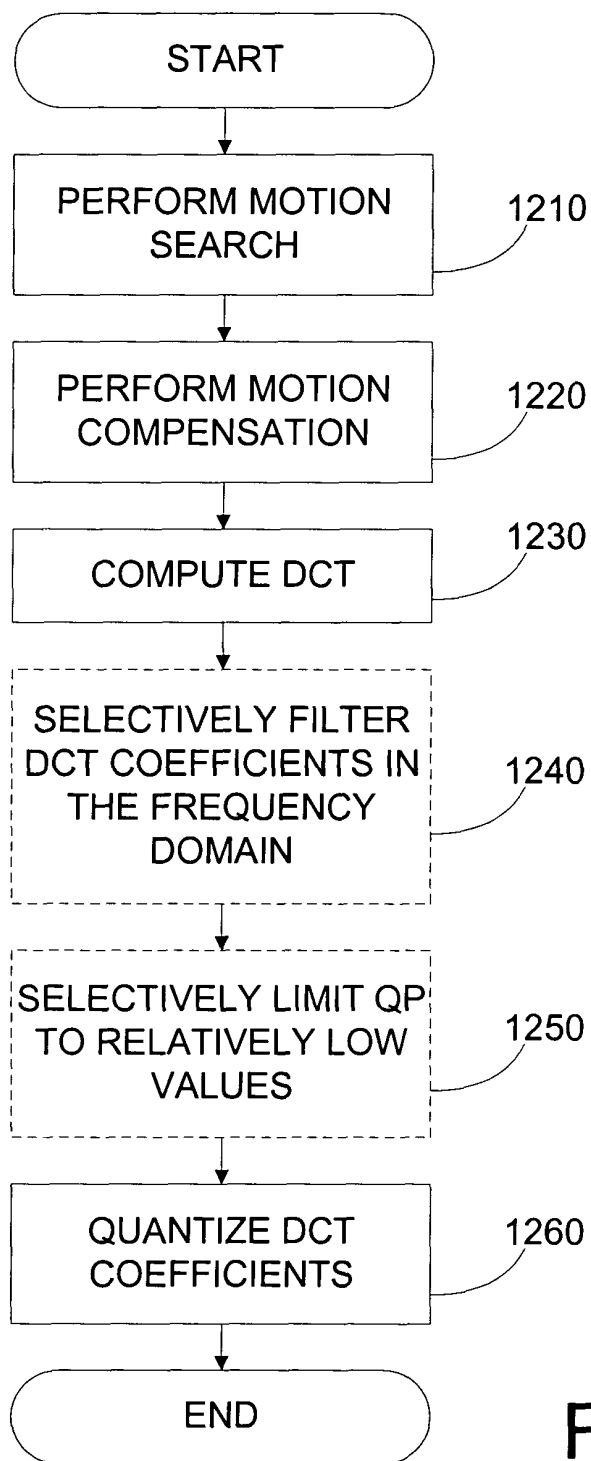 START
PERFORM MOTION
SEARCH
1210
PERFORM MOTION
COMPENSATION
1220
COMPUTE DCT
1230
SELECTIVELY FILTER
DCT COEFFICIENTS IN
THE FREQUENCY
DOMAIN
1240
SELECTIVELY LIMIT QP
TO RELATIVELY LOW
VALUES
1250
QUANTIZE DCT
COEFFICIENTS
1260
END
F